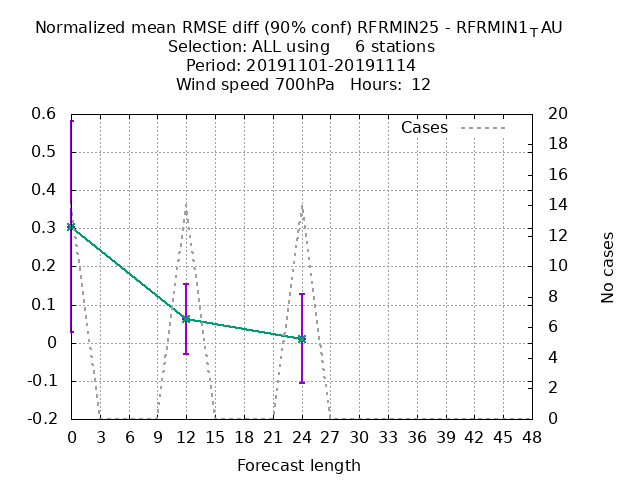 Normalized mean RMSE diff (90% conf) RFRMIN25 - RFRMIN1TAU
Selection: ALL using     6 stations
Period: 20191101-20191114
Wind speed 700hPa   Hours: 12
Cases
0.6
0.5
0.4
0.3
0.2
0.1
0
-0.1
-0.2
20
18
16
14
12
10
8
6
4
2
0
No cases
0 3 6 9 12 15 18 21 24 27 30 33 36 39 42 45 48
Forecast length